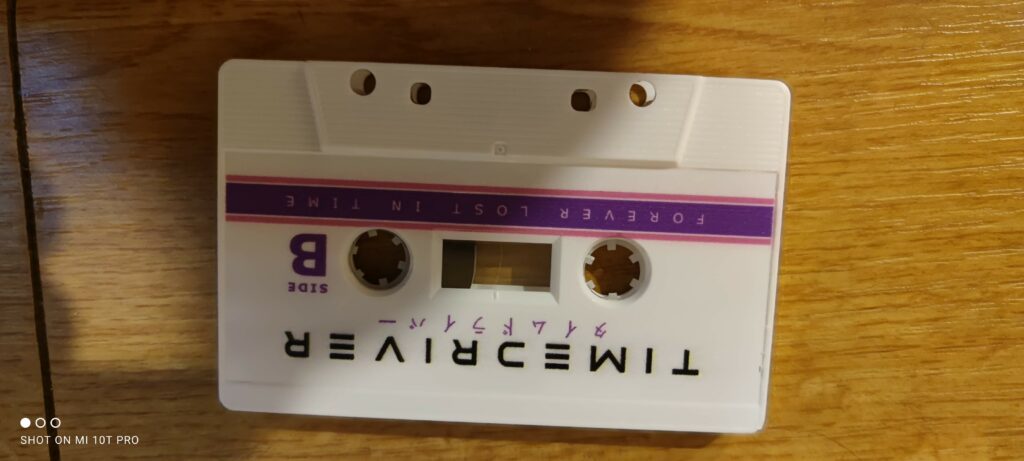 TIMEDRIVER
タイムドライバー
SIDE
B
FOREVER LOST IN TIME
SHOT ON MI 10T PRO